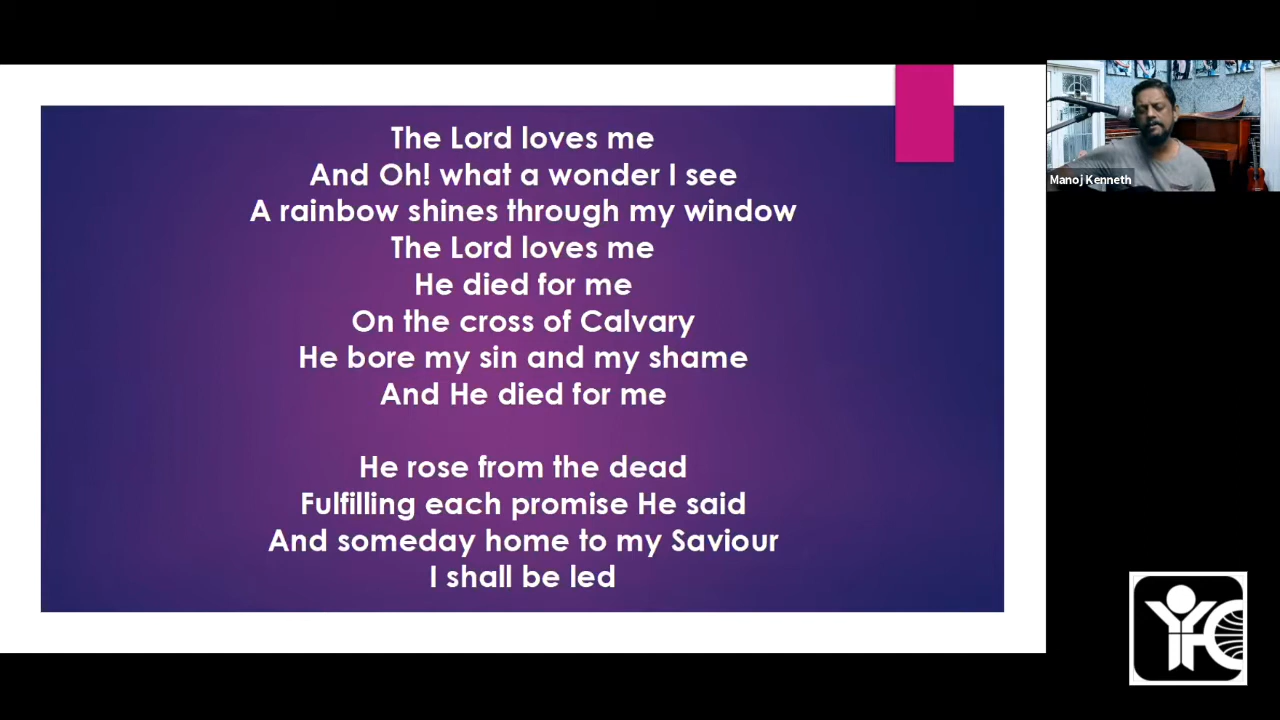 The Lord loves me
And Oh! what a wonder I see
A rainbow shines through my window
The Lord loves me
He died for me
On the cross of Calvary
He bore my sin and my shame
And He died for me
He rose from the dead
Fulfilling each promise He said
And someday home to my Saviour
I shall be led
Manoj Kenneth
YFC